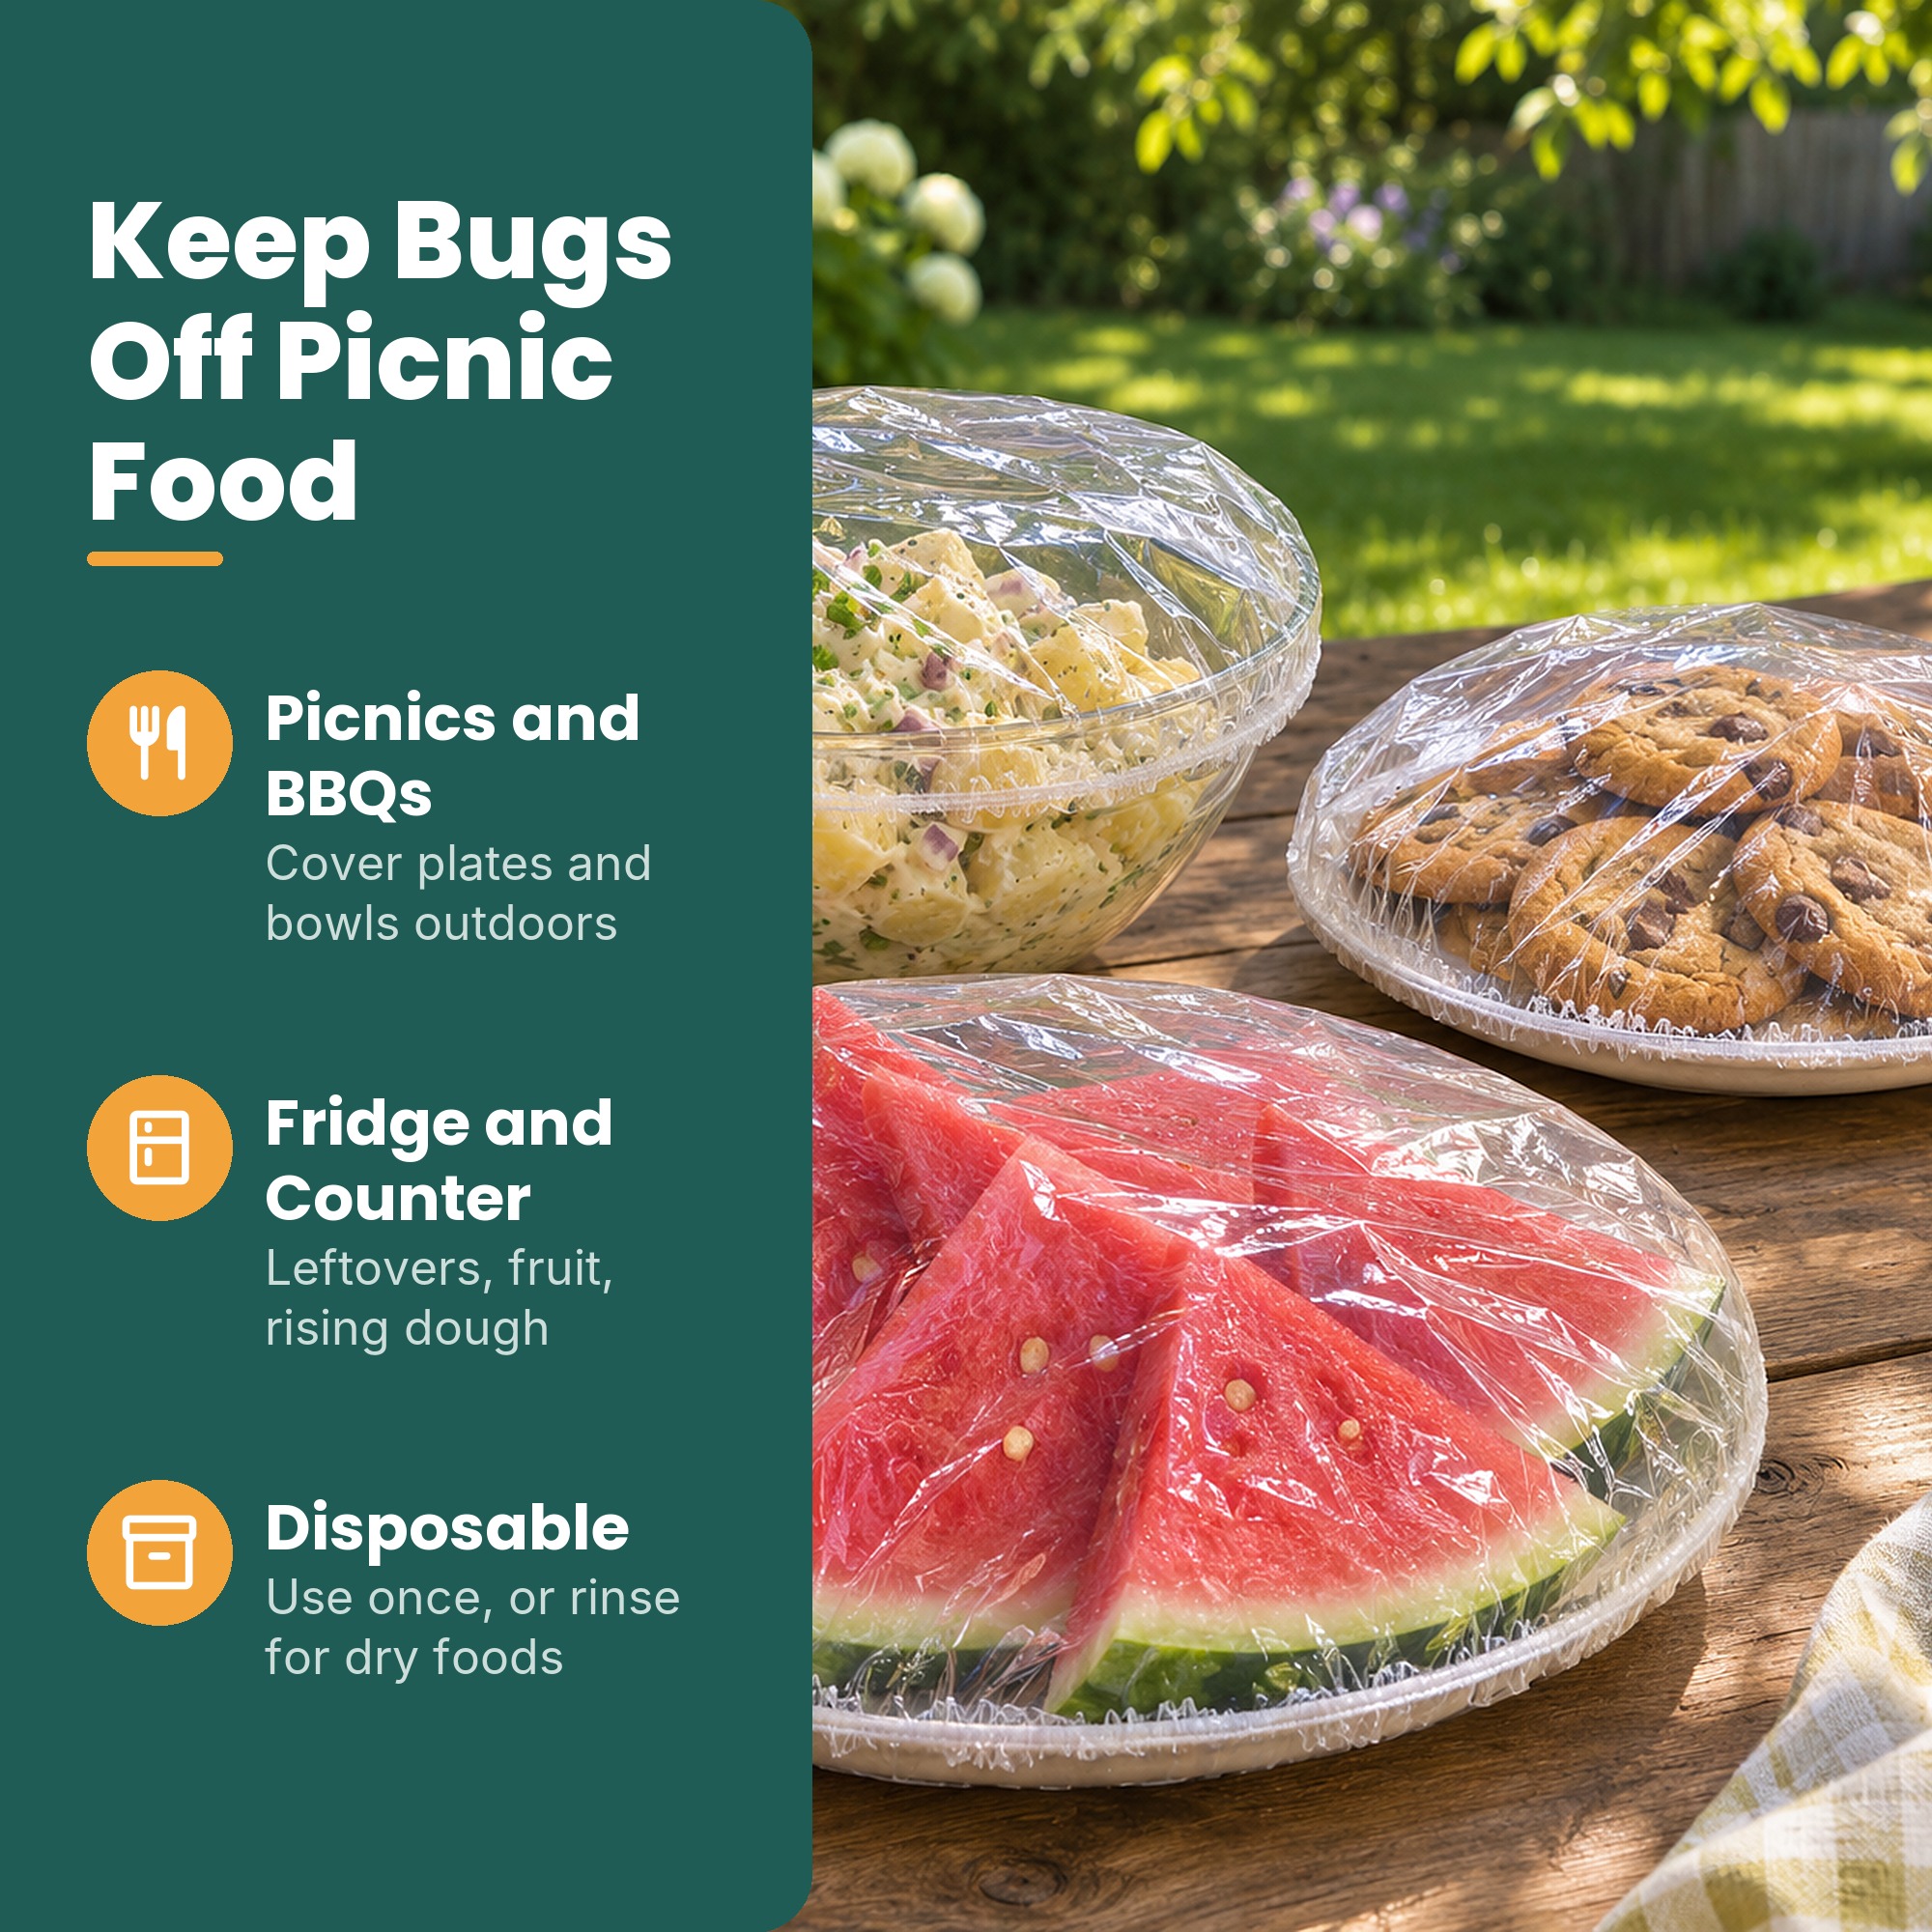 Keep Bugs
Off Picnic
Food
Picnics and
BBQs
Cover plates and
bowls outdoors
Fridge and
Counter
Leftovers, fruit,
rising dough
Disposable
Use once, or rinse
for dry foods